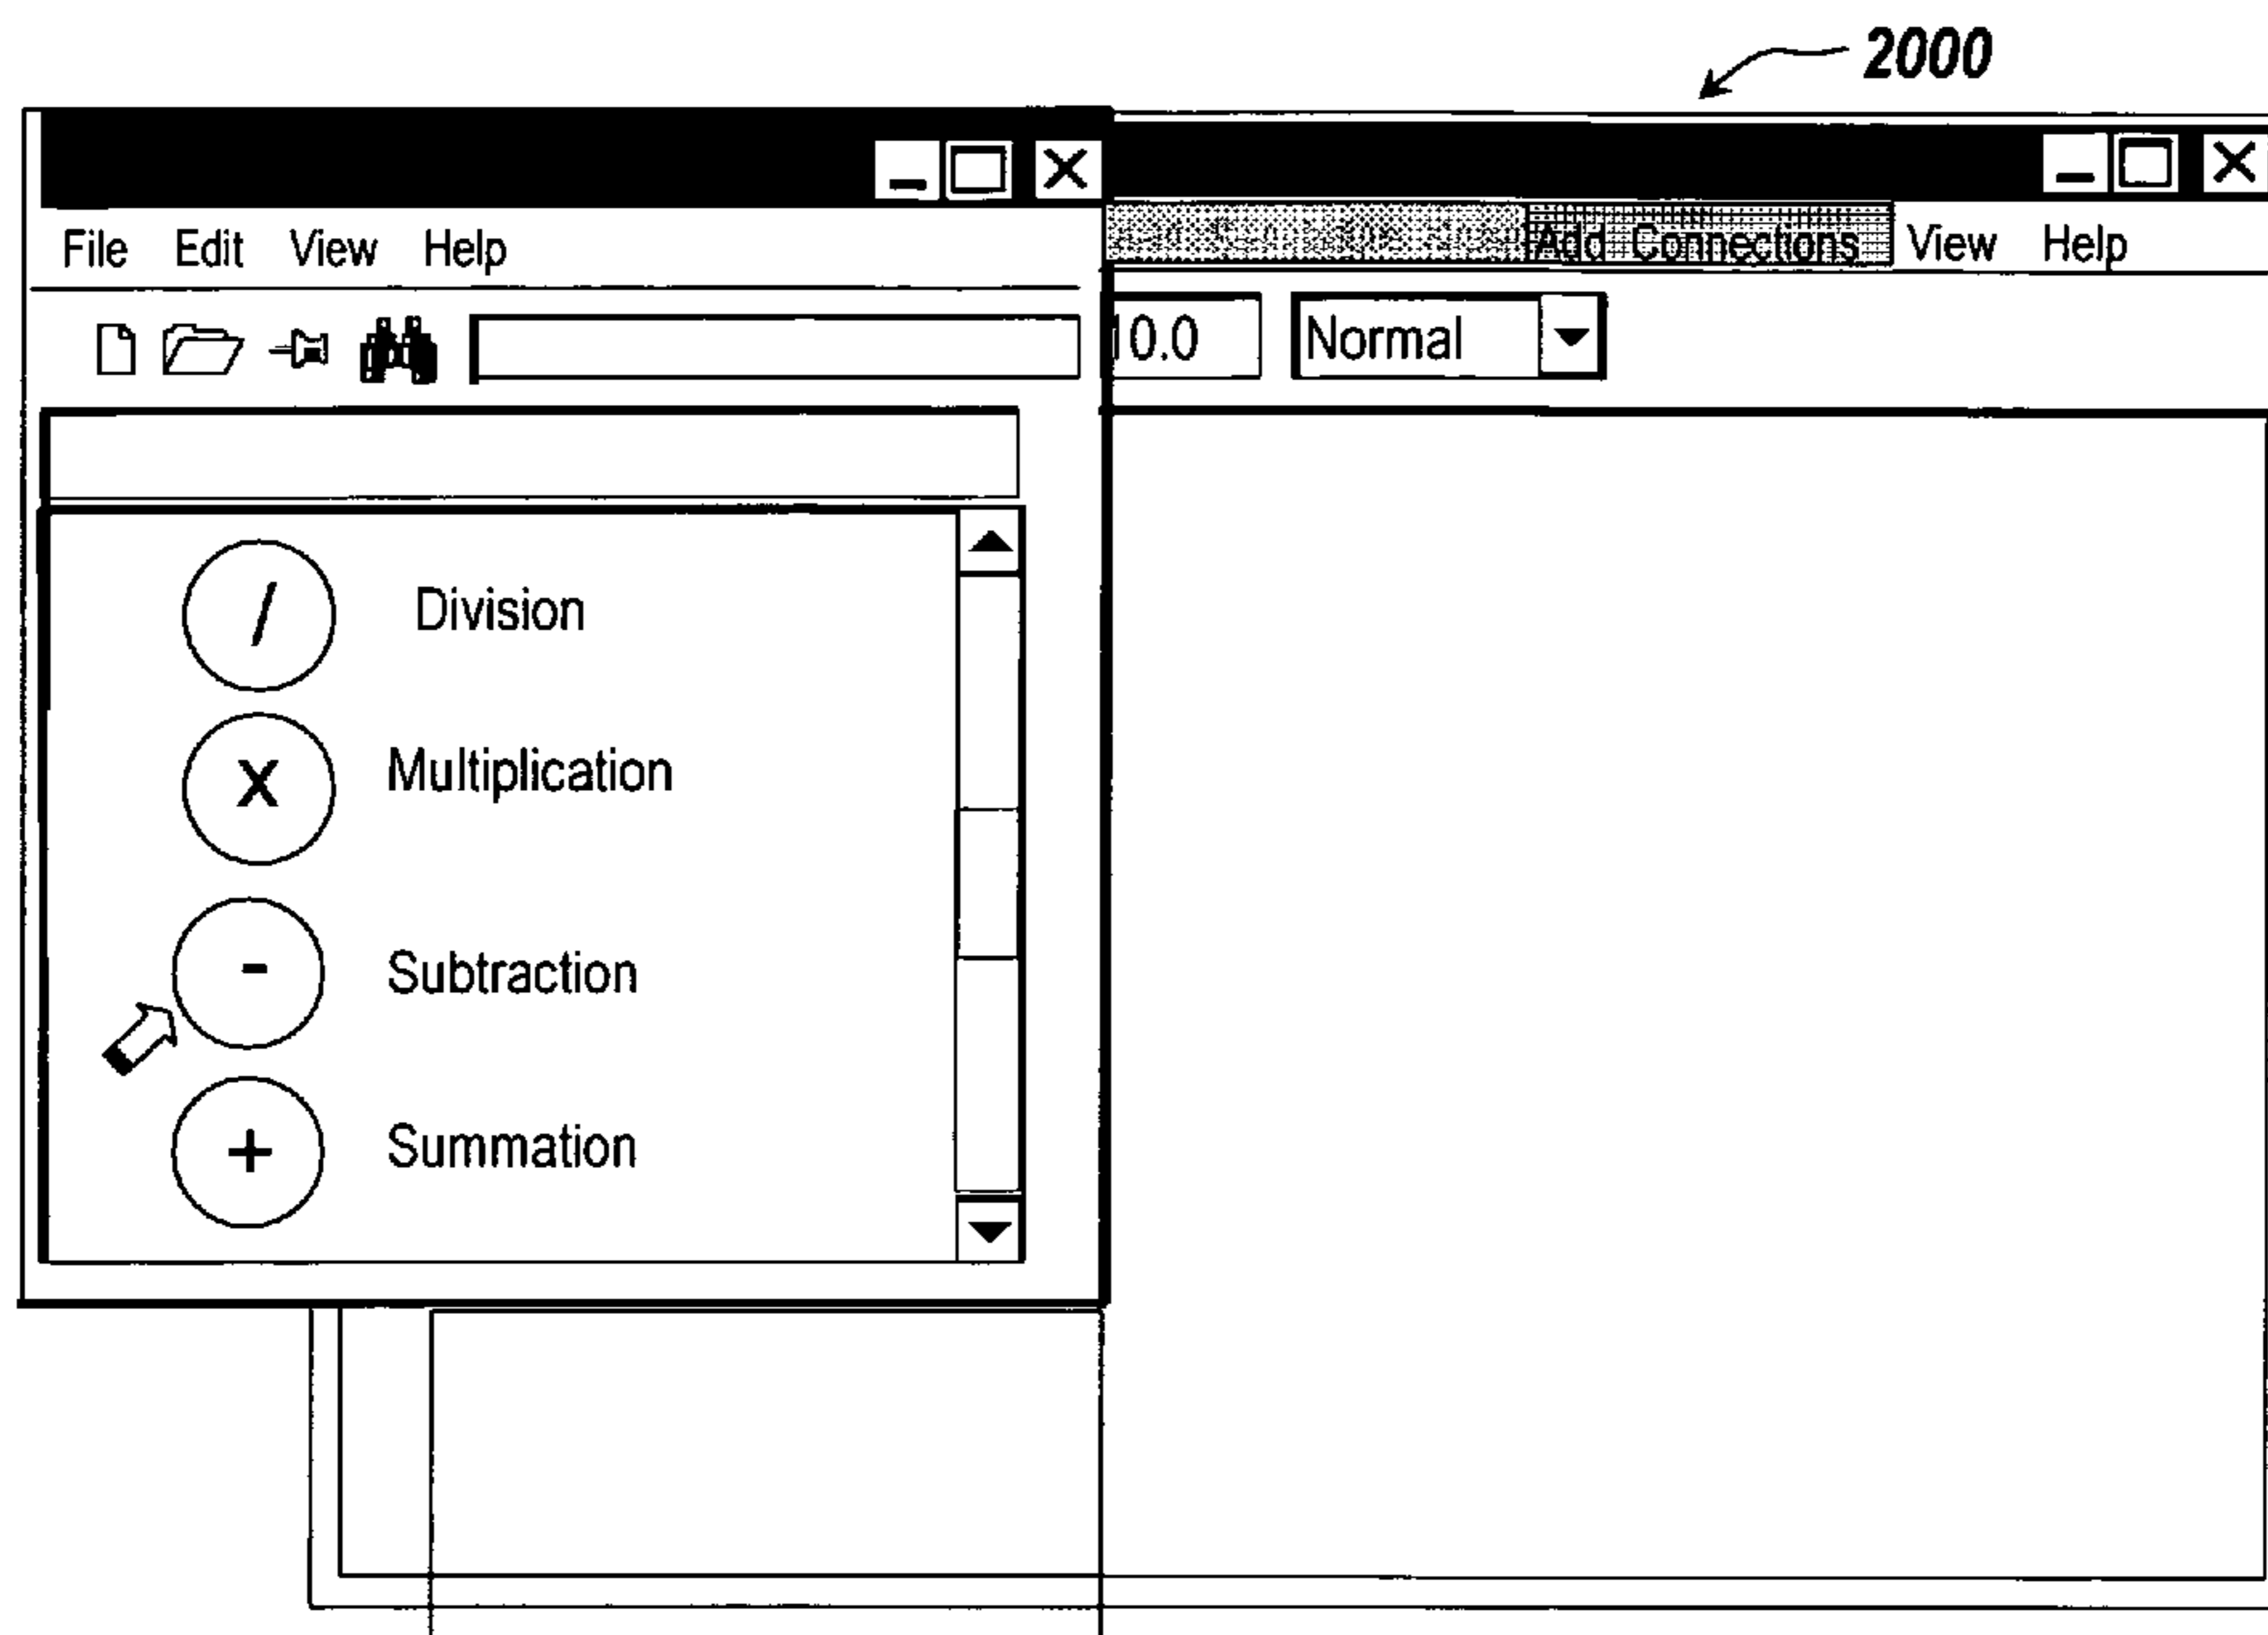 2000
File Edit View Help
Add Connections View Help
0.0 Normal
/ Division
X Multiplication
- Subtraction
+ Summation